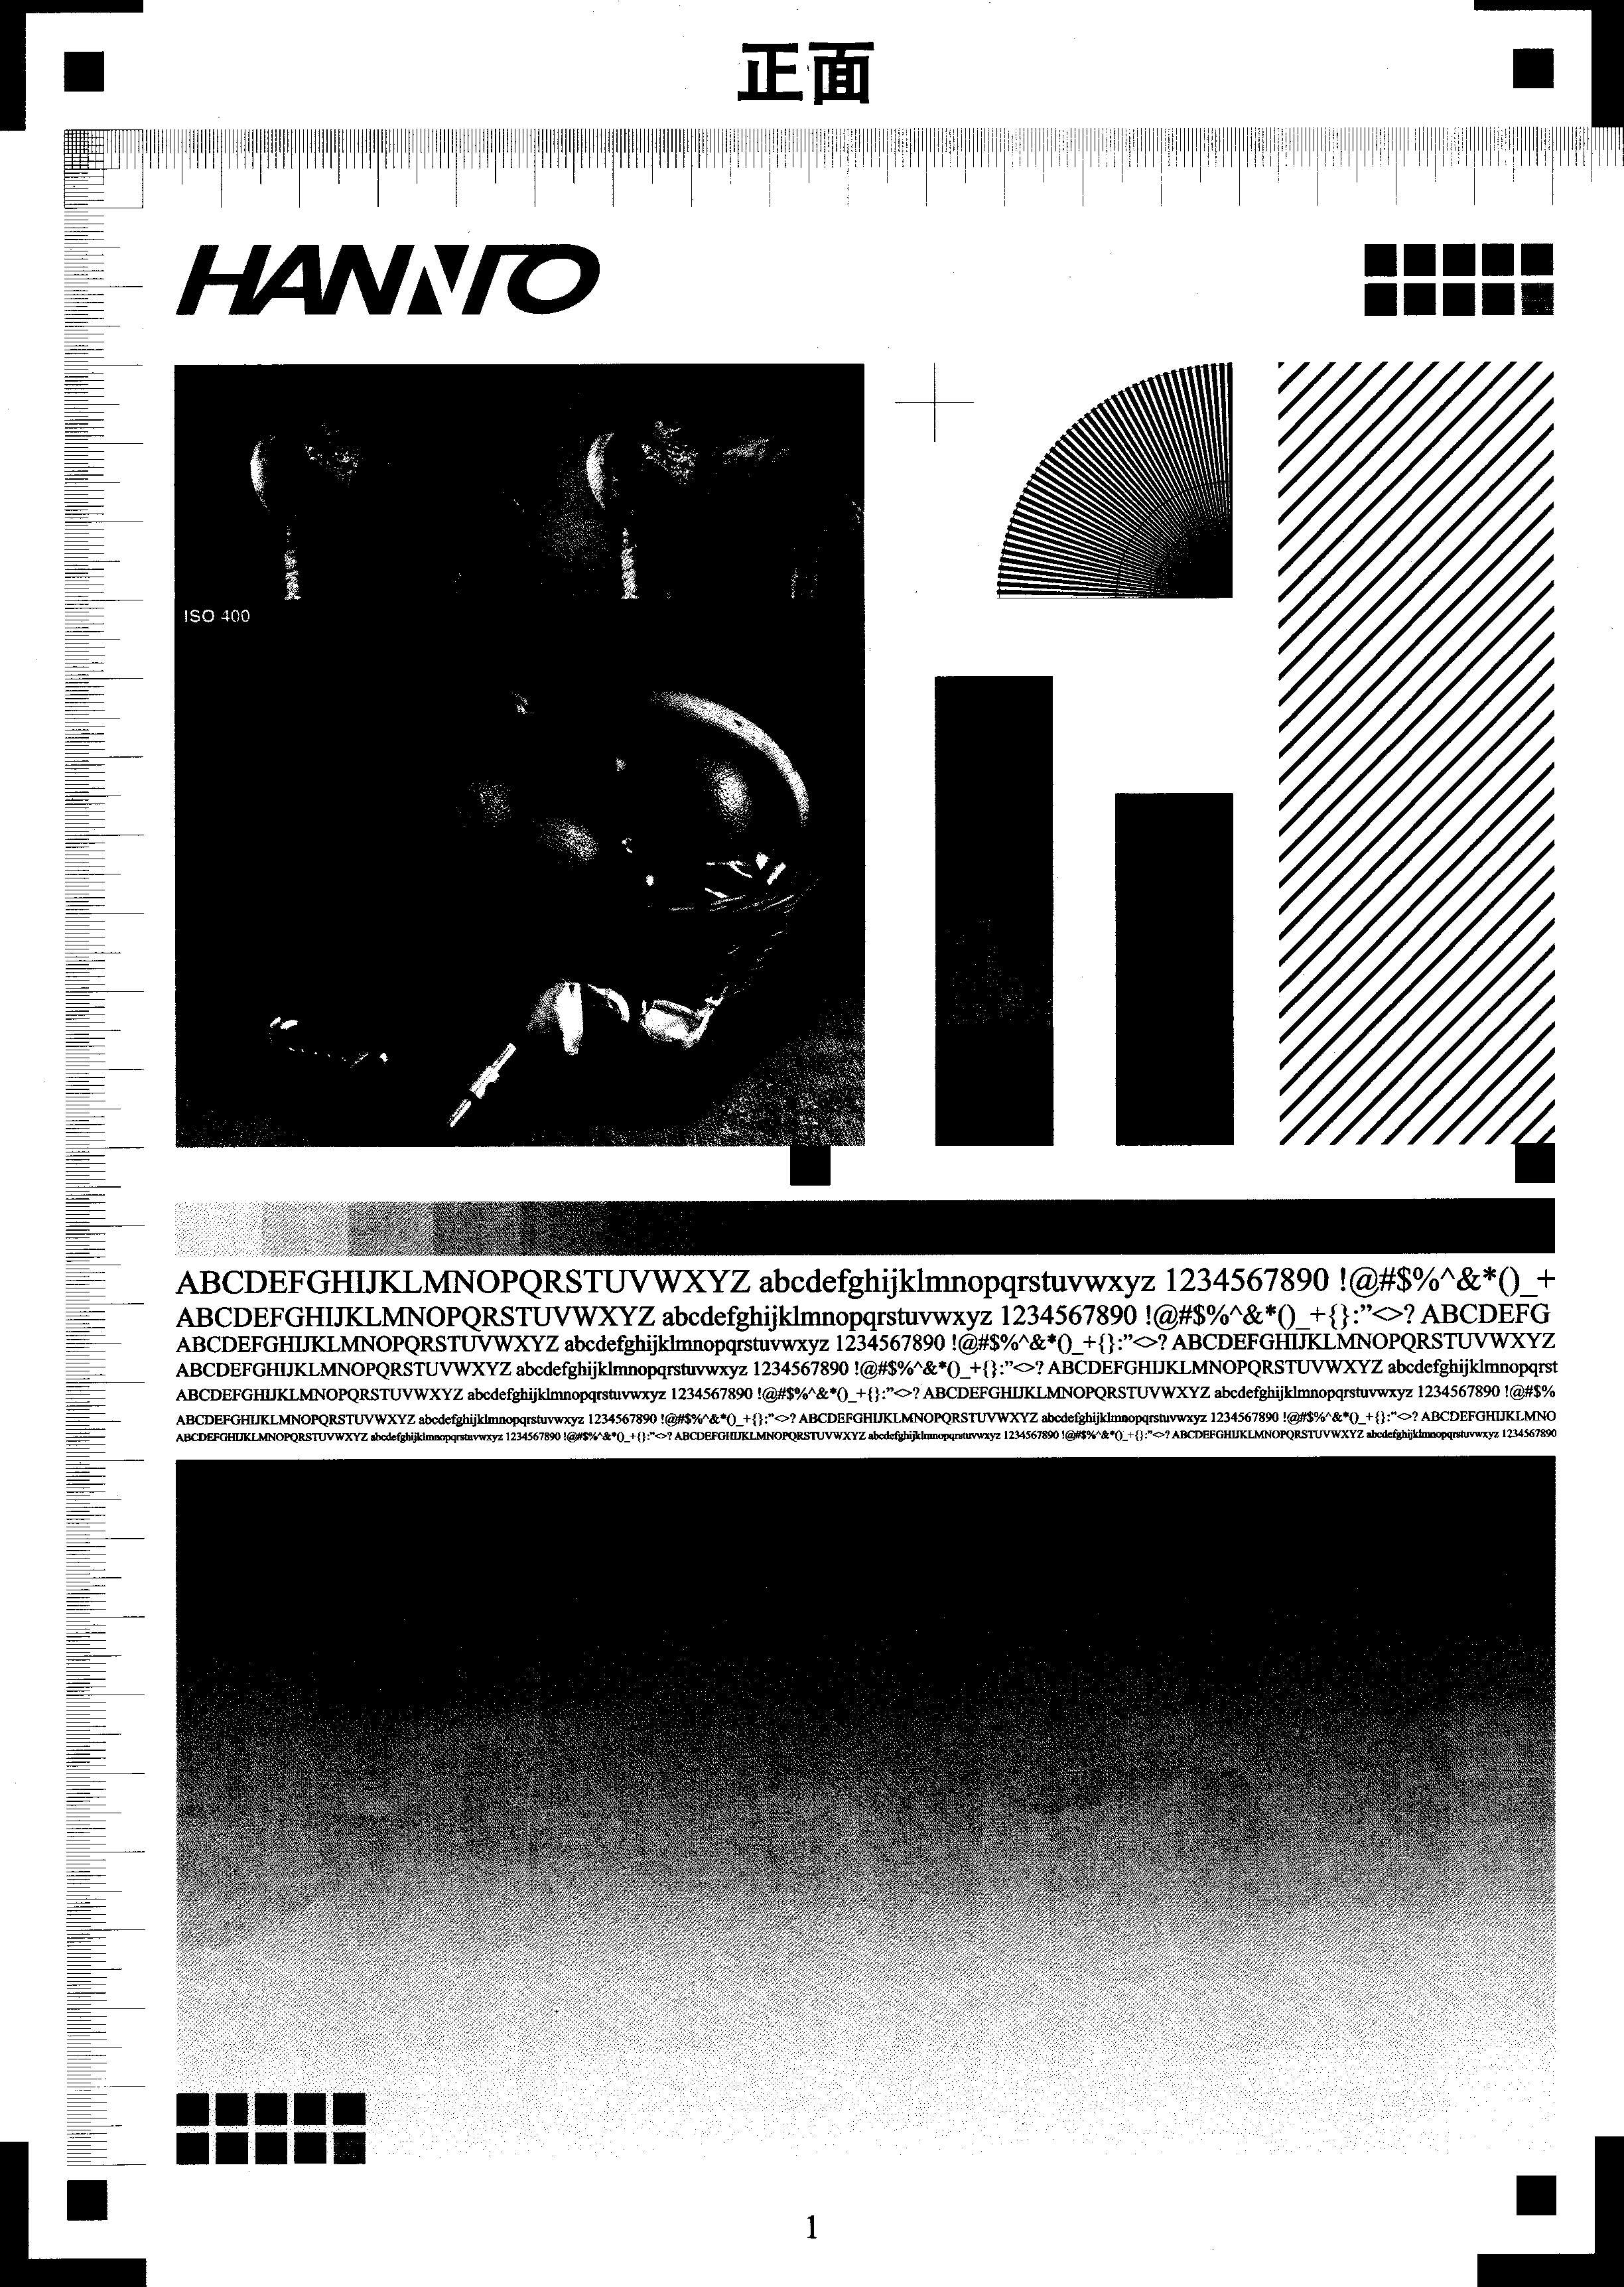 正面
HANNTO
ISO 400
ABCDEFGHIJKLMNOPQRSTUVWXYZ abcdefghijklmnopqrstuvwxyz 1234567890 !@#$%^&*()_+
ABCDEFGHIJKLMNOPQRSTUVWXYZ abcdefghijklmnopqrstuvwxyz 1234567890 !@#$%^&*()_+{}:”<>? ABCDEFG
ABCDEFGHIJKLMNOPQRSTUVWXYZ abcdefghijklmnopqrstuvwxyz 1234567890 !@#$%^&*()_+{}:”<>? ABCDEFGHIJKLMNOPQRSTUVWXYZ
ABCDEFGHIJKLMNOPQRSTUVWXYZ abcdefghijklmnopqrstuvwxyz 1234567890 !@#$%^&*()_+{}:”<>? ABCDEFGHIJKLMNOPQRSTUVWXYZ abcdefghijklmnopqrst
ABCDEFGHIJKLMNOPQRSTUVWXYZ abcdefghijklmnopqrstuvwxyz 1234567890 !@#$%^&*()_+{}:”<>? ABCDEFGHIJKLMNOPQRSTUVWXYZ abcdefghijklmnopqrstuvwxyz 1234567890 !@#$%
ABCDEFGHIJKLMNOPQRSTUVWXYZ abcdefghijklmnopqrstuvwxyz 1234567890 !@#$%^&*()_+{}:”<>? ABCDEFGHIJKLMNOPQRSTUVWXYZ abcdefghijklmnopqrstuvwxyz 1234567890 !@#$%^&*()_+{}:”<>? ABCDEFGHIJKLMNO
ABCDEFGHIJKLMNOPQRSTUVWXYZ abcdefghijklmnopqrstuvwxyz 1234567890 !@#$%^&*()_+{}:”<>? ABCDEFGHIJKLMNOPQRSTUVWXYZ abcdefghijklmnopqrstuvwxyz 1234567890 !@#$%^&*()_+{}:”<>? ABCDEFGHIJKLMNOPQRSTUVWXYZ abcdefghijklmnopqrstuvwxyz 1234567890
1